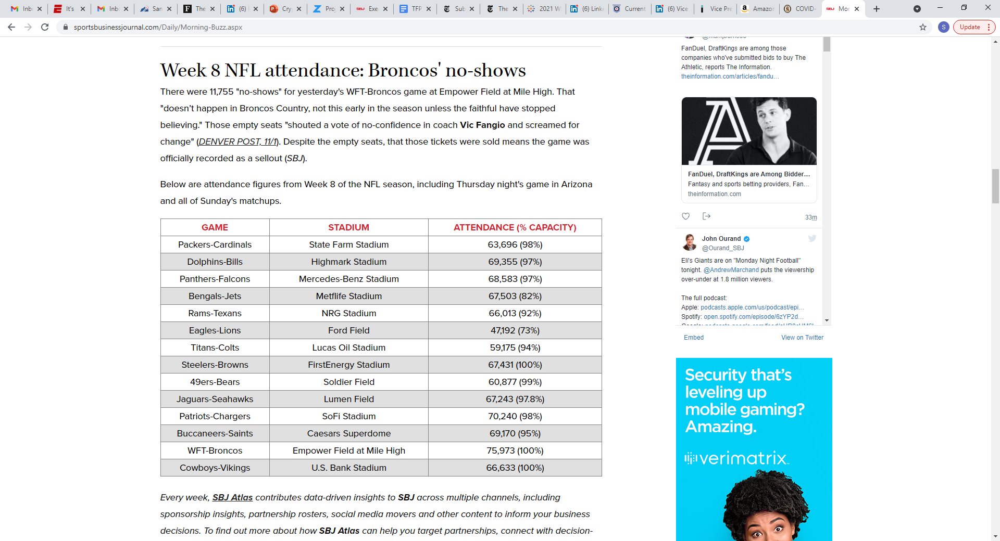 Inb
It's
Inb
San
The
(6)
Cry
Pro
Exe
TFP
Sub
The
2021 W
(6) Link
Current
(6) Vice
Vice Pre
Amazon
COVID-
Mor
sportsbusinessjournal.com/Daily/Morning-Buzz.aspx
S
Update
Week 8 NFL attendance: Broncos' no-shows
There were 11,755 "no-shows" for yesterday's WFT-Broncos game at Empower Field at Mile High. That
"doesn't happen in Broncos Country, not this early in the season unless the faithful have stopped
believing." Those empty seats "shouted a vote of no-confidence in coach Vic Fangio and screamed for
change" (DENVER POST, 11/1). Despite the empty seats, that those tickets were sold means the game was
officially recorded as a sellout (SBJ).
Below are attendance figures from Week 8 of the NFL season, including Thursday night's game in Arizona
and all of Sunday's matchups.
GAME STADIUM ATTENDANCE (% CAPACITY)
Packers-Cardinals State Farm Stadium 63,696 (98%)
Dolphins-Bills Highmark Stadium 69,355 (97%)
Panthers-Falcons Mercedes-Benz Stadium 68,583 (97%)
Bengals-Jets Metflife Stadium 67,503 (82%)
Rams-Texans NRG Stadium 66,013 (92%)
Eagles-Lions Ford Field 47,192 (73%)
Titans-Colts Lucas Oil Stadium 59,175 (94%)
Steelers-Browns FirstEnergy Stadium 67,431 (100%)
49ers-Bears Soldier Field 60,877 (99%)
Jaguars-Seahawks Lumen Field 67,243 (97.8%)
Patriots-Chargers SoFi Stadium 70,240 (98%)
Buccaneers-Saints Caesars Superdome 69,170 (95%)
WFT-Broncos Empower Field at Mile High 75,973 (100%)
Cowboys-Vikings U.S. Bank Stadium 66,633 (100%)
Every week, SBJ Atlas contributes data-driven insights to SBJ across multiple channels, including
sponsorship insights, partnership rosters, social media movers and other content to inform your business
decisions. To find out more about how SBJ Atlas can help you target partnerships, connect with decision-
FanDuel, DraftKings are among those
companies who've submitted bids to buy The
Athletic, reports The Information.
theinformation.com/articles/fandu…
FanDuel, DraftKings are Among Bidder…
Fantasy and sports betting providers, Fan…
theinformation.com
33m
John Ourand
@Ourand_SBJ
Eli's Giants are on "Monday Night Football"
tonight. @AndrewMarchand puts the viewership
over-under at 1.8 million viewers.
The full podcast:
Apple: podcasts.apple.com/us/podcast/epi…
Spotify: open.spotify.com/episode/6zYP2d…
Embed
View on Twitter
Security that's
leveling up
mobile gaming?
Amazing.
verimatrix